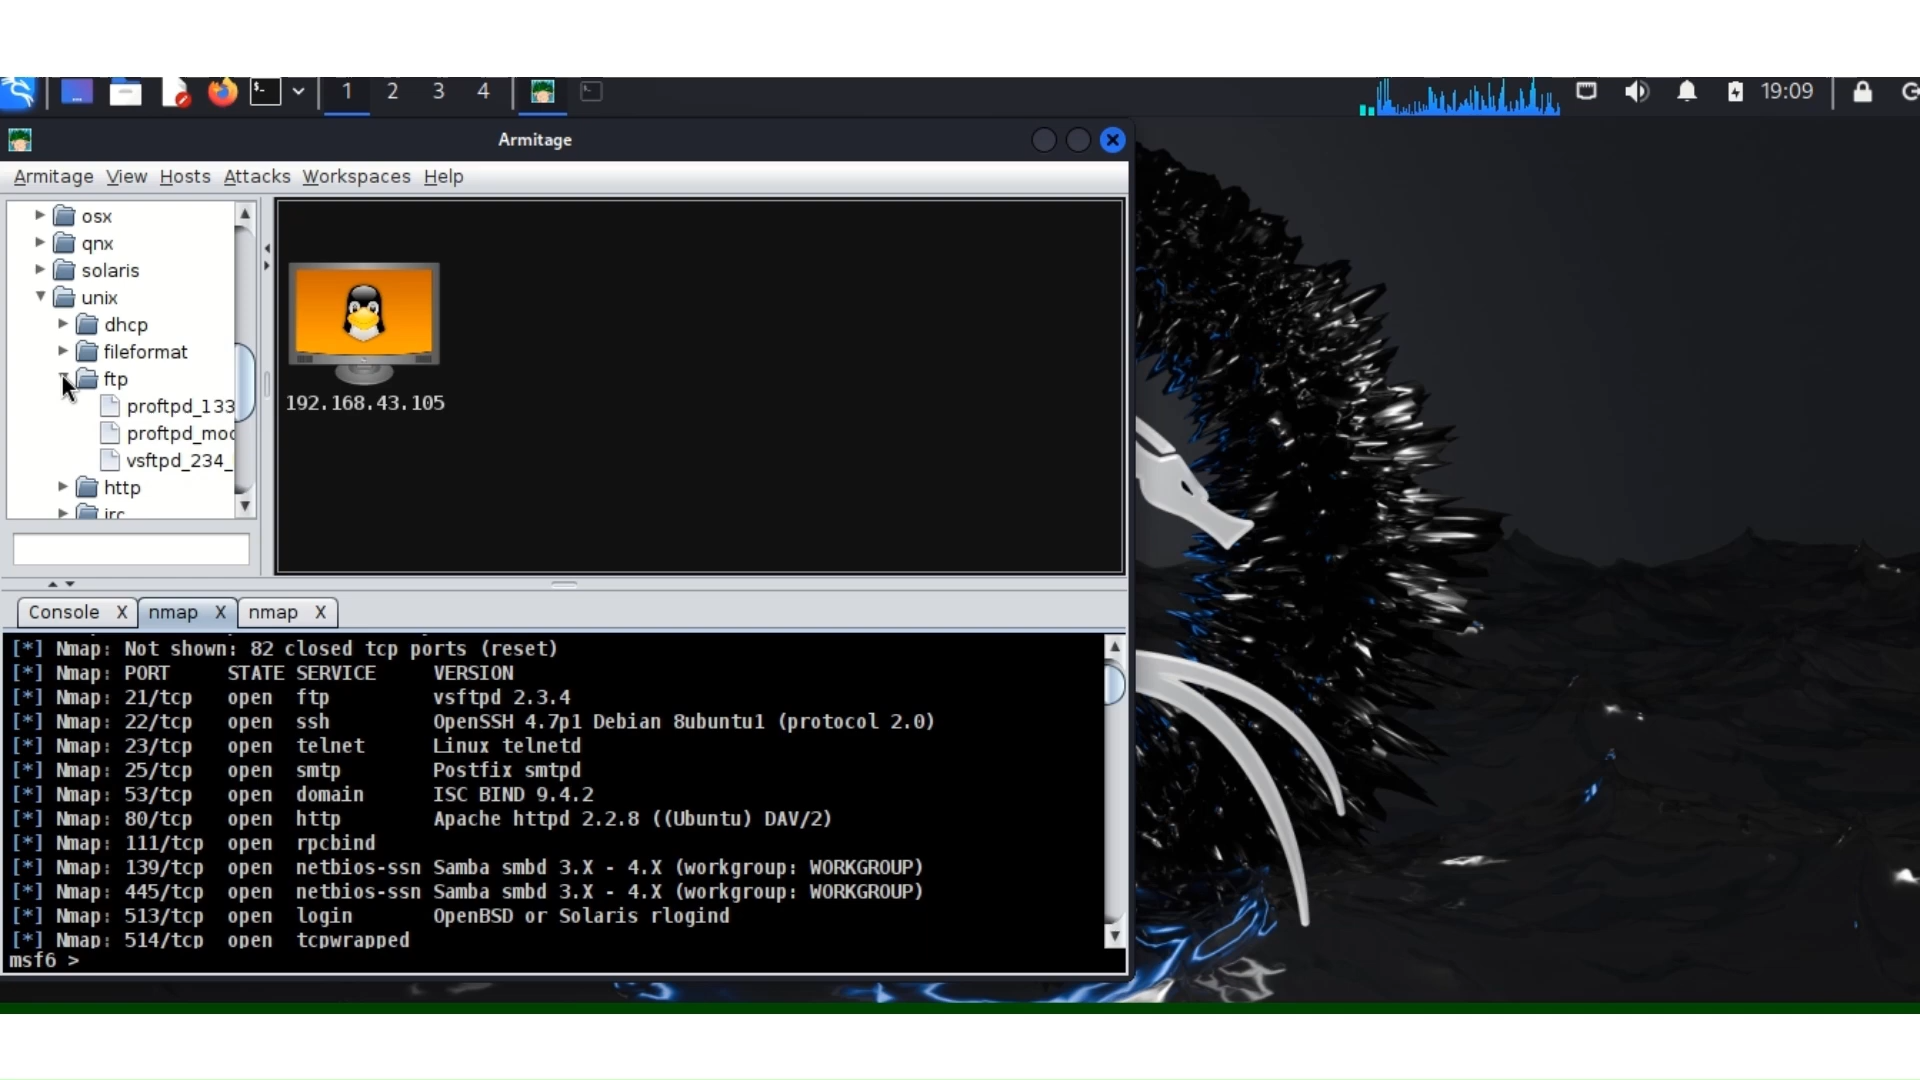 1 2 3 4 19:09
Armitage
Armitage View Hosts Attacks Workspaces Help
osx
qnx
solaris
unix
dhcp
fileformat
ftp
proftpd_133
proftpd_moc
vsftpd_234_
http
irc
192.168.43.105
Console X nmap X nmap X
[*] Nmap: Not shown: 82 closed tcp ports (reset)
[*] Nmap: PORT STATE SERVICE VERSION
[*] Nmap: 21/tcp open ftp vsftpd 2.3.4
[*] Nmap: 22/tcp open ssh OpenSSH 4.7p1 Debian 8ubuntu1 (protocol 2.0)
[*] Nmap: 23/tcp open telnet Linux telnetd
[*] Nmap: 25/tcp open smtp Postfix smtpd
[*] Nmap: 53/tcp open domain ISC BIND 9.4.2
[*] Nmap: 80/tcp open http Apache httpd 2.2.8 ((Ubuntu) DAV/2)
[*] Nmap: 111/tcp open rpcbind
[*] Nmap: 139/tcp open netbios-ssn Samba smbd 3.X - 4.X (workgroup: WORKGROUP)
[*] Nmap: 445/tcp open netbios-ssn Samba smbd 3.X - 4.X (workgroup: WORKGROUP)
[*] Nmap: 513/tcp open login OpenBSD or Solaris rlogind
[*] Nmap: 514/tcp open tcpwrapped
msf6 >